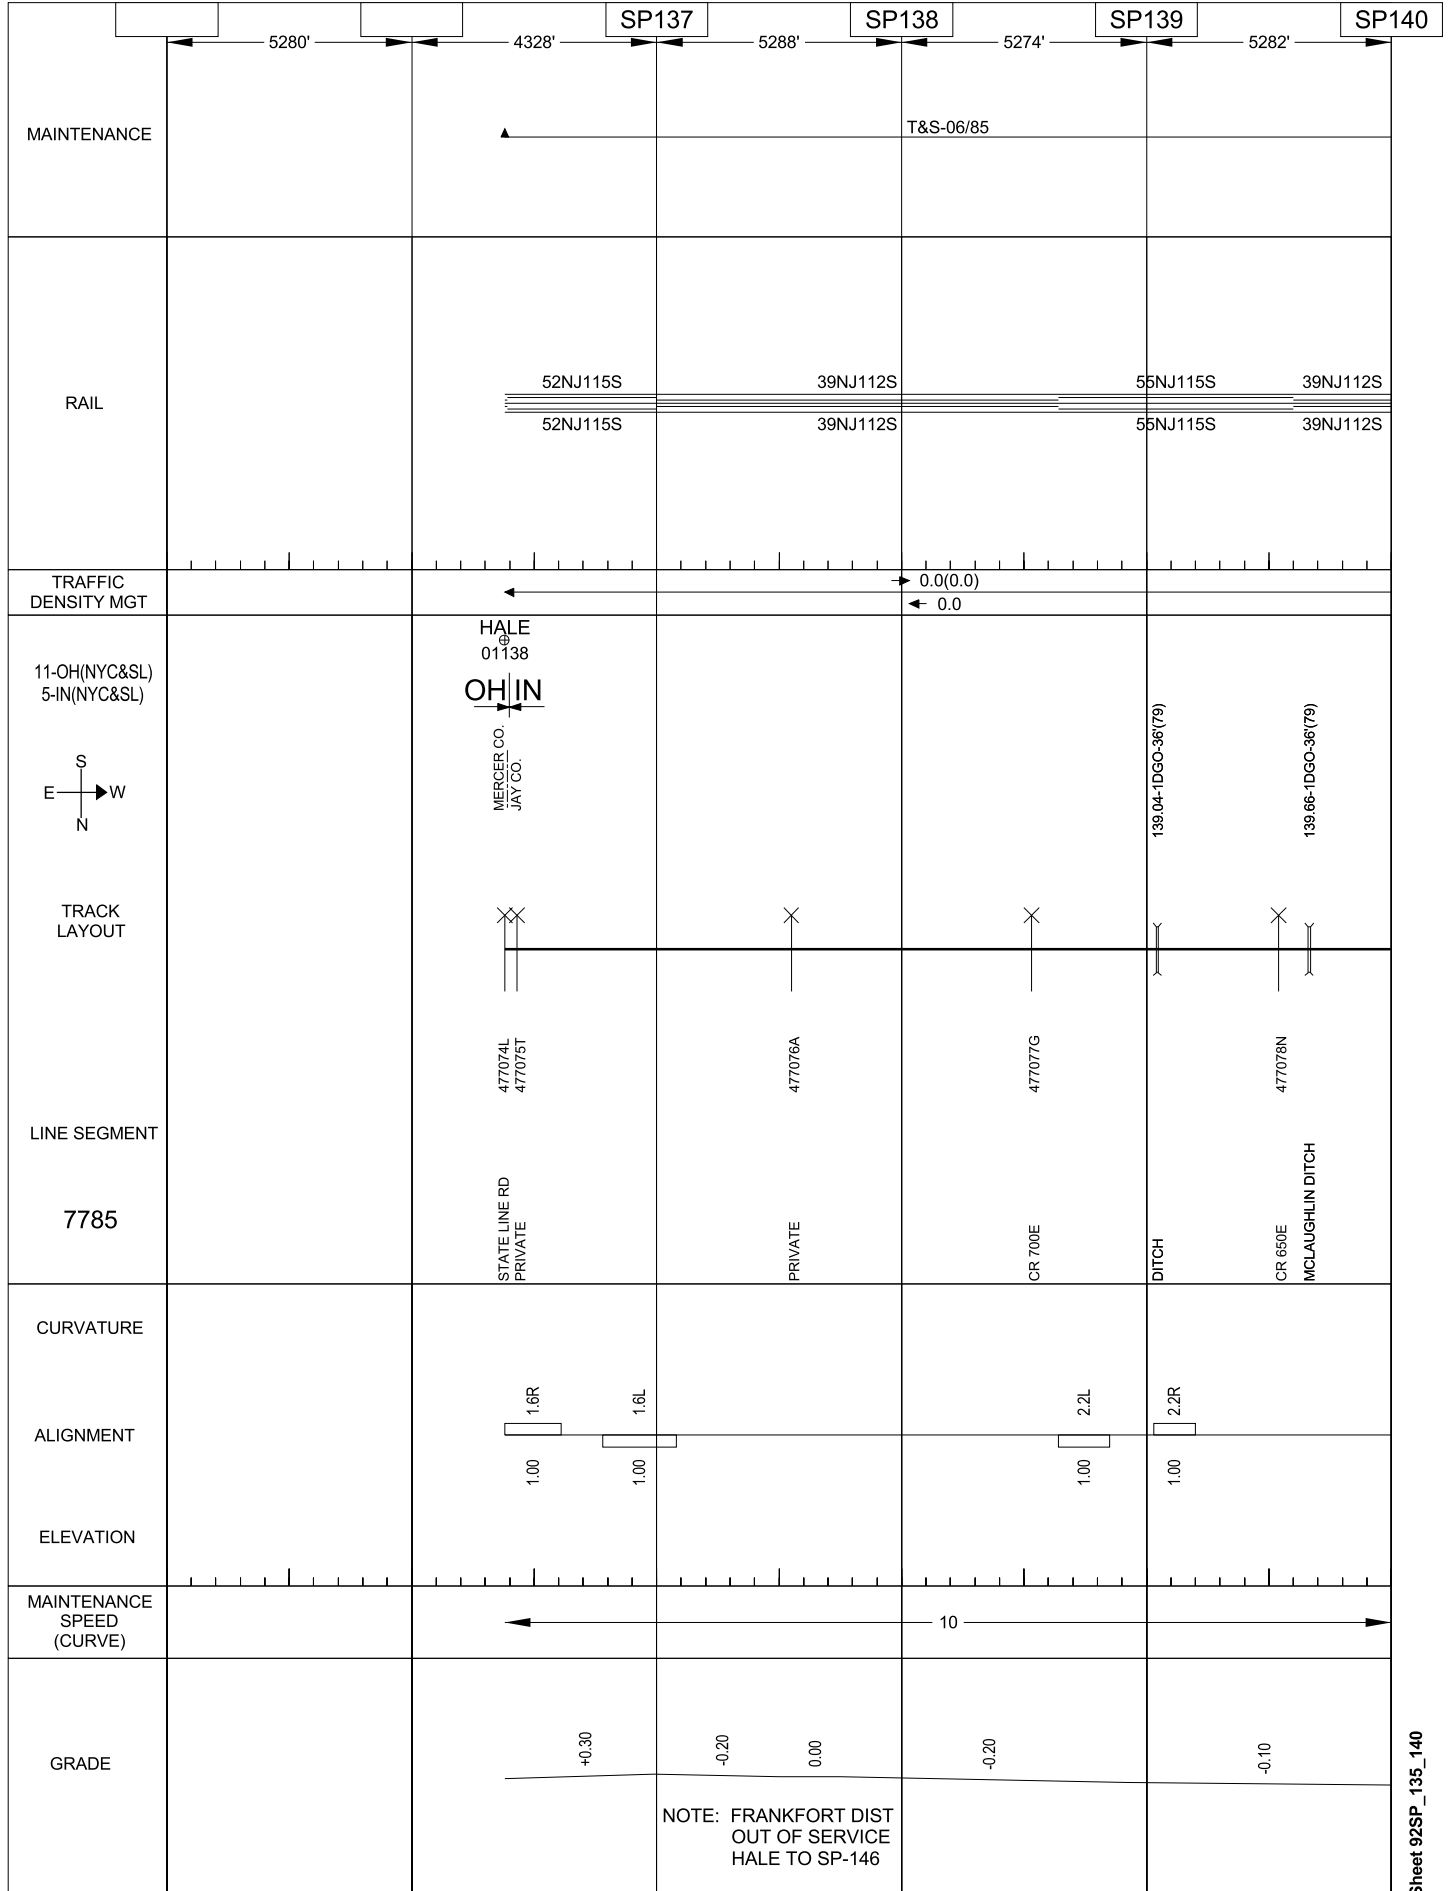 SP137 SP138 SP139 SP140
5280' 4328' 5288' 5274' 5282'
MAINTENANCE
T&S-06/85
RAIL
52NJ115S 39NJ112S 55NJ115S 39NJ112S
52NJ115S 39NJ112S 55NJ115S 39NJ112S
TRAFFIC
DENSITY MGT
0.0(0.0)
0.0
11-OH(NYC&SL)
5-IN(NYC&SL)
HALE
01138
OH IN
MERCER CO.
JAY CO.
139.04-1DGO-36'(79)
139.66-1DGO-36'(79)
S
E W
N
TRACK
LAYOUT
477074L
477075T
477076A
477077G
477078N
LINE SEGMENT
7785
STATE LINE RD
PRIVATE
PRIVATE
CR 700E
DITCH
CR 650E
MCLAUGHLIN DITCH
CURVATURE
1.6R 1.6L 2.2L 2.2R
ALIGNMENT
1.00 1.00 1.00 1.00
ELEVATION
MAINTENANCE
SPEED
(CURVE)
10
GRADE
+0.30 -0.20 0.00 -0.20 -0.10
NOTE: FRANKFORT DIST
OUT OF SERVICE
HALE TO SP-146
Sheet 92SP_135_140